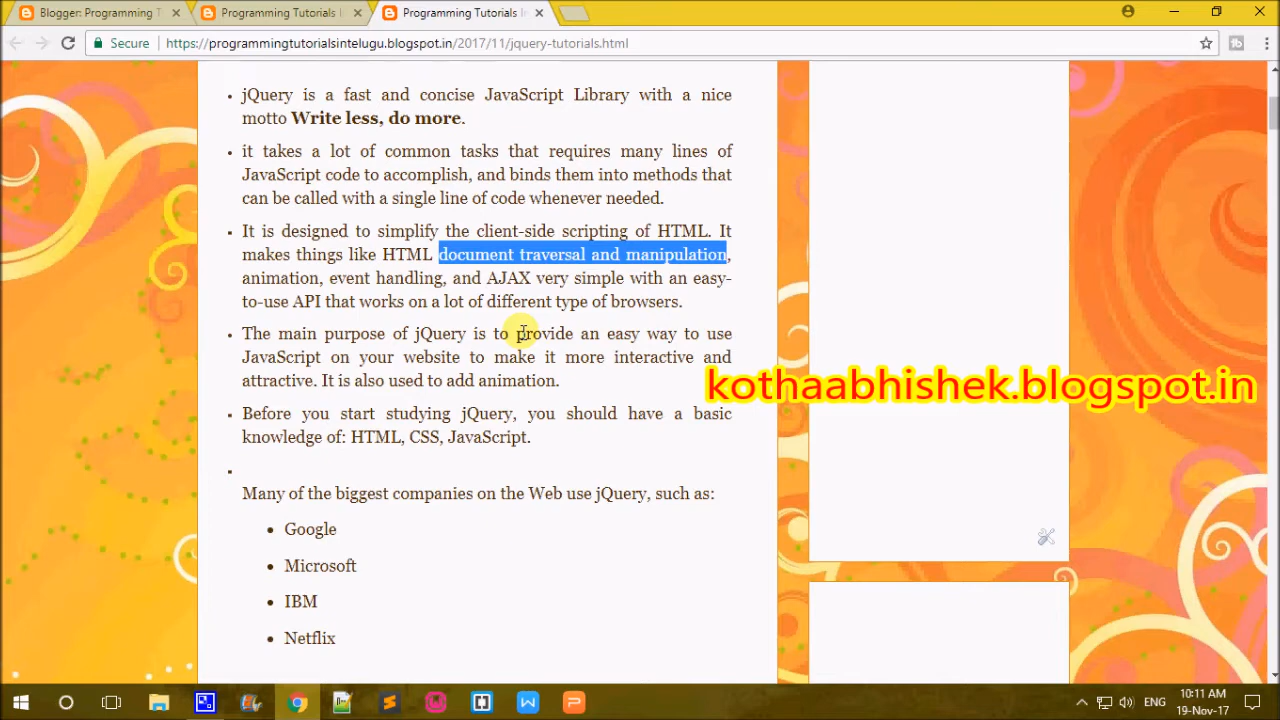 Blogger: Programming T
Programming Tutorials I
Programming Tutorials I
Secure
https://programmingtutorialsintelugu.blogspot.in/2017/11/jquery-tutorials.html
jQuery is a fast and concise JavaScript Library with a nice
motto Write less, do more.
it takes a lot of common tasks that requires many lines of
JavaScript code to accomplish, and binds them into methods that
can be called with a single line of code whenever needed.
It is designed to simplify the client-side scripting of HTML. It
makes things like HTML document traversal and manipulation,
animation, event handling, and AJAX very simple with an easy-
to-use API that works on a lot of different type of browsers.
The main purpose of jQuery is to provide an easy way to use
JavaScript on your website to make it more interactive and
attractive. It is also used to add animation.
kothaabhishek.blogspot.in
Before you start studying jQuery, you should have a basic
knowledge of: HTML, CSS, JavaScript.
Many of the biggest companies on the Web use jQuery, such as:
Google
Microsoft
IBM
Netflix
ENG
10:11 AM
19-Nov-17